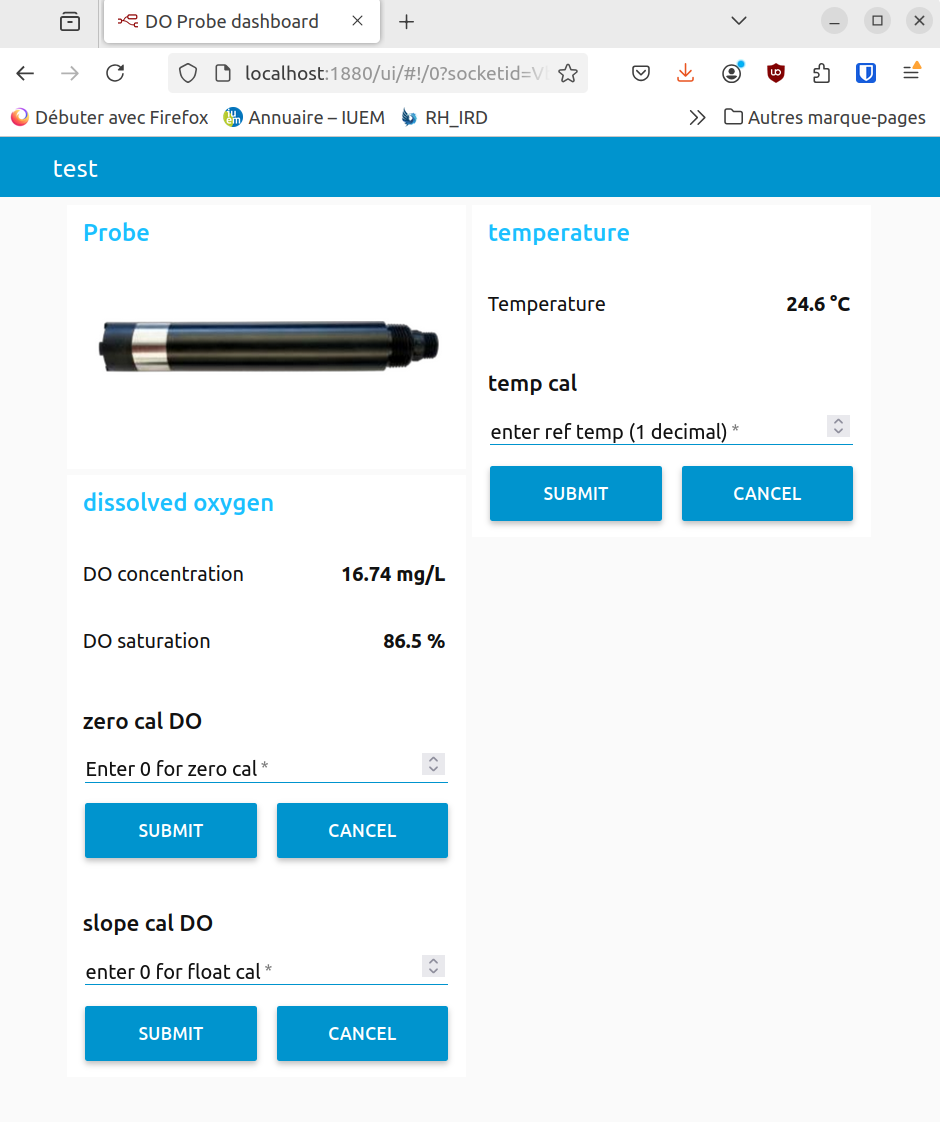 DO Probe dashboard
localhost:1880/ui/#!/0?socketid=V
Débuter avec Firefox
Annuaire – IUEM
RH_IRD
Autres marque-pages
test
Probe
temperature
Temperature 24.6 °C
temp cal
enter ref temp (1 decimal) *
SUBMIT CANCEL
dissolved oxygen
DO concentration 16.74 mg/L
DO saturation 86.5 %
zero cal DO
Enter 0 for zero cal *
SUBMIT CANCEL
slope cal DO
enter 0 for float cal *
SUBMIT CANCEL